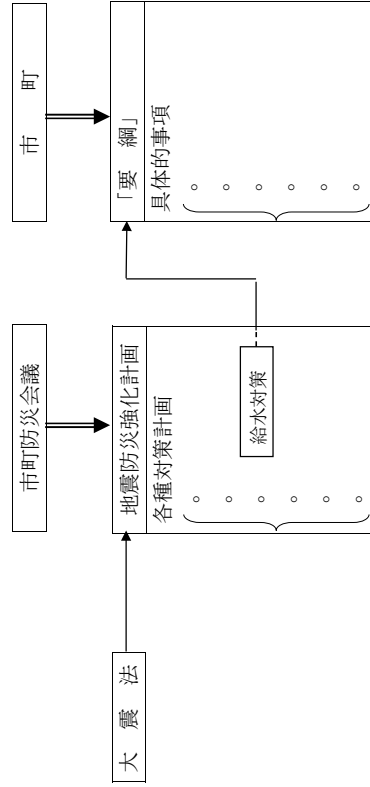 市町防災会議
市　町
大　震　法
地震防災強化計画
各種対策計画
。
。
。
給水対策
。
。
。
「要　綱」
具体的事項
。
。
。
。
。
。